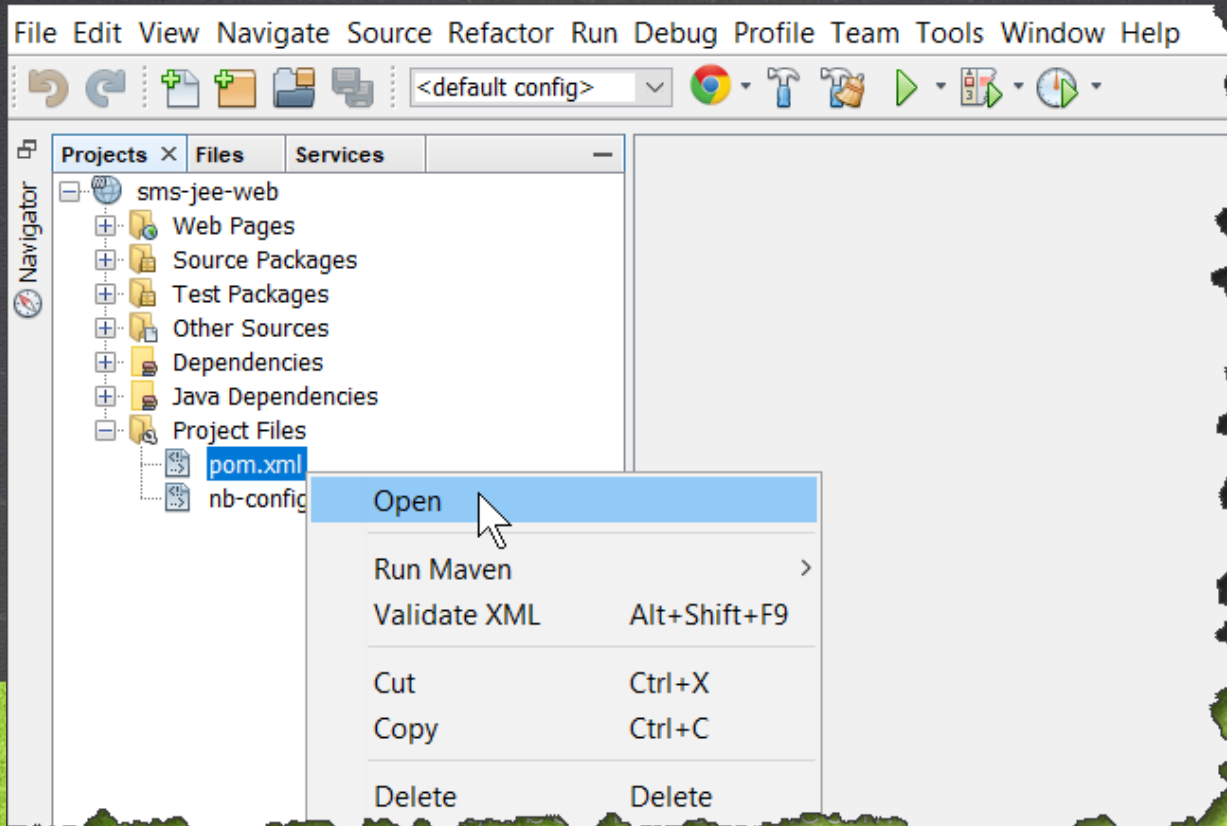 File Edit View Navigate Source Refactor Run Debug Profile Team Tools Window Help
<default config>
Projects Files Services
Navigator
sms-jee-web
Web Pages
Source Packages
Test Packages
Other Sources
Dependencies
Java Dependencies
Project Files
pom.xml
nb-config
Open
Run Maven
Validate XML Alt+Shift+F9
Cut Ctrl+X
Copy Ctrl+C
Delete Delete